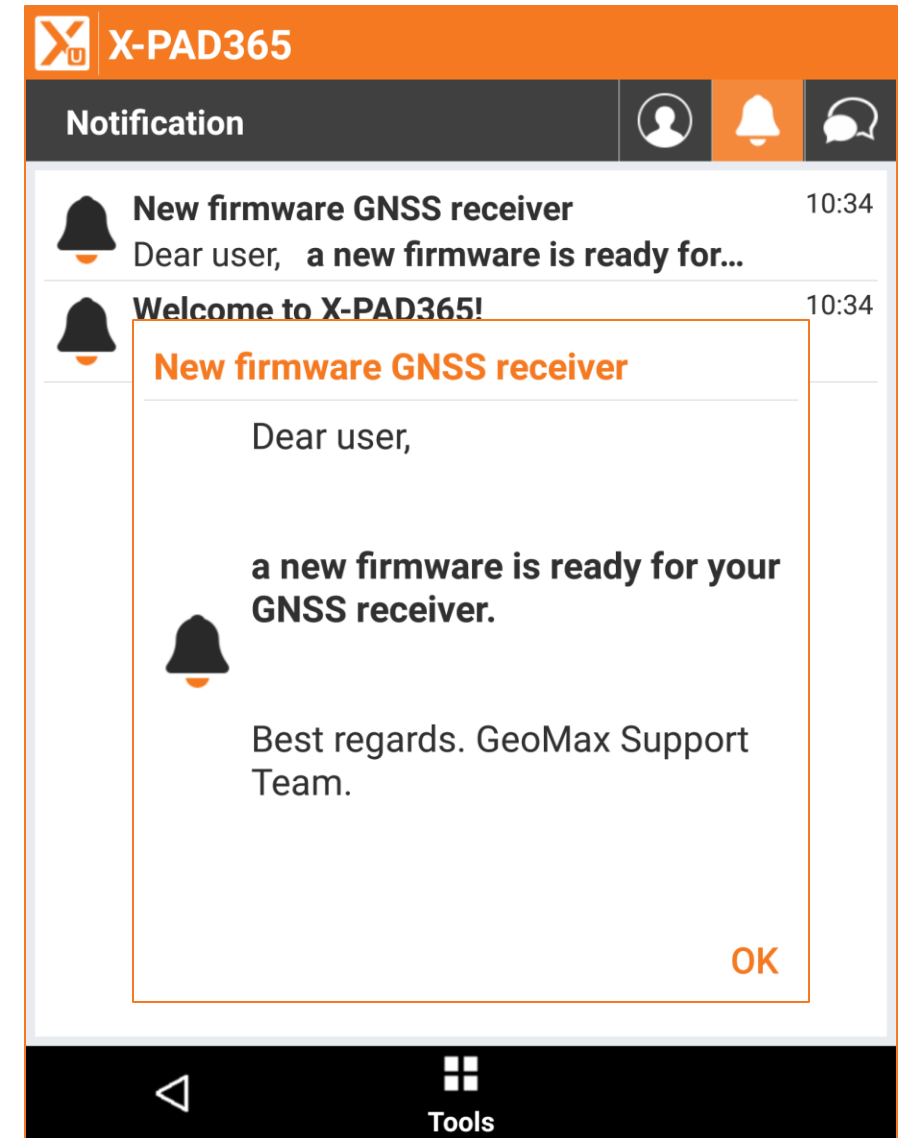 XU X-PAD365
Notification
New firmware GNSS receiver 10:34
Dear user, a new firmware is ready for...
Welcome to X-PAD365! 10:34
New firmware GNSS receiver
Dear user,
a new firmware is ready for your
GNSS receiver.
Best regards. GeoMax Support
Team.
OK
Tools